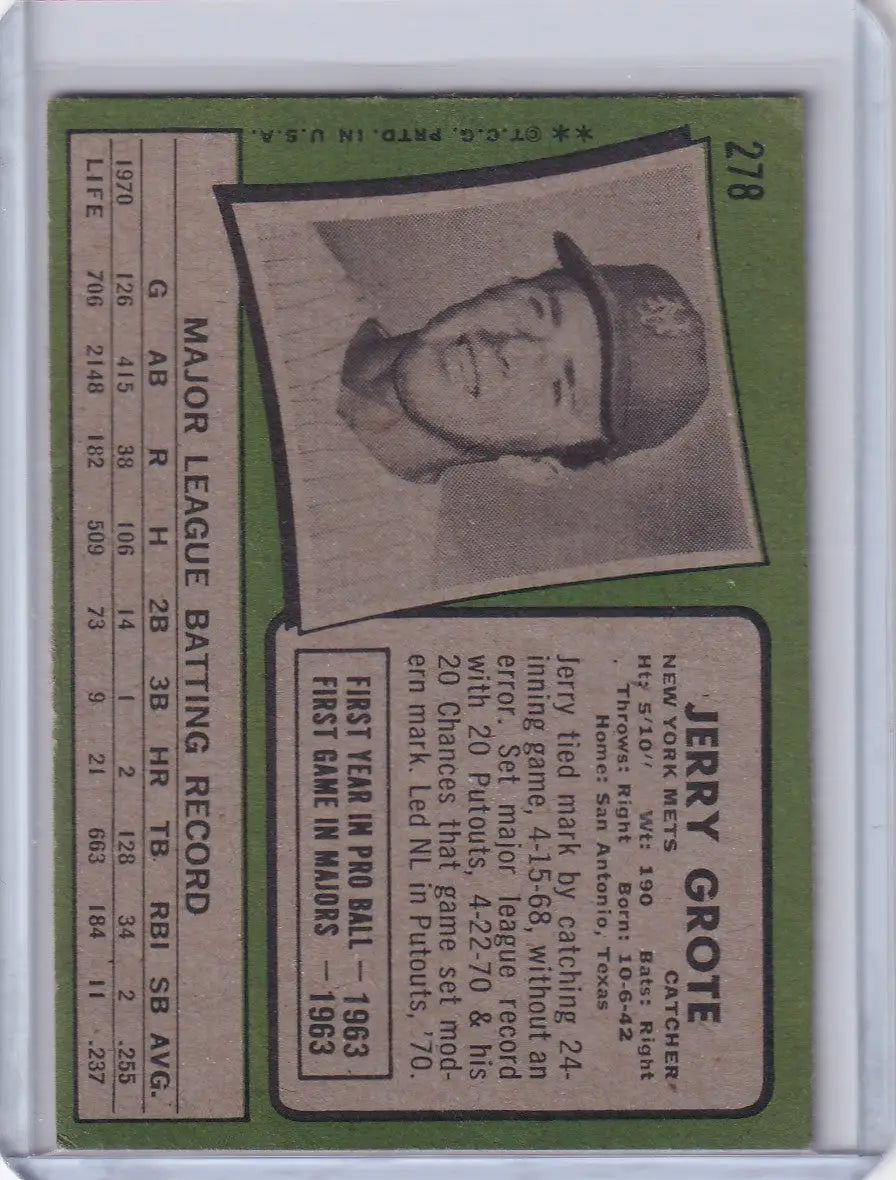 278
**©T.C.G. PRTD. IN U.S.A.
NY
JERRY GROTE
NEW YORK METS CATCHER
Ht: 5'10" Wt: 190 Bats: Right
Throws: Right Born: 10-6-42
Home: San Antonio, Texas
Jerry tied mark by catching 24-
inning game, 4-15-68, without an
error. Set major league record
with 20 Putouts, 4-22-70 & his
20 Chances that game set mod-
ern mark. Led NL in Putouts, '70.
FIRST YEAR IN PRO BALL — 1963
FIRST GAME IN MAJORS — 1963
MAJOR LEAGUE BATTING RECORD
G AB R H 2B 3B HR TB. RBI SB AVG.
1970 126 415 38 106 14 1 2 128 34 2 .255
LIFE 706 2148 182 509 73 9 21 663 184 11 .237